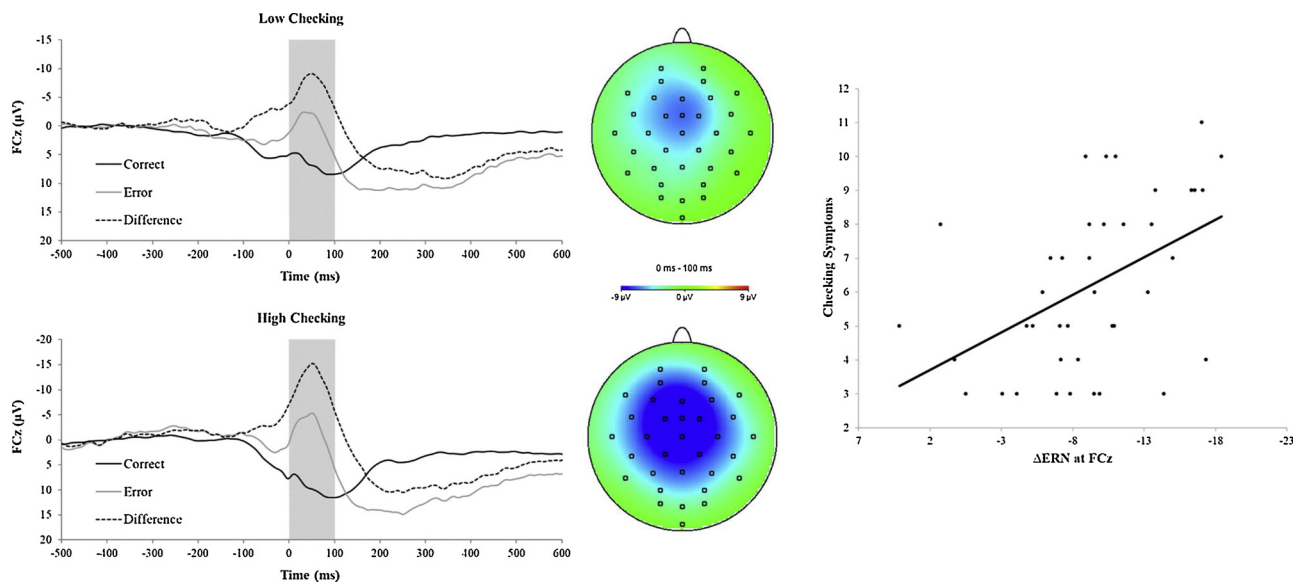 Low Checking
-15
-10
-5
0
5
10
15
20
FCz (µV)
Correct
Error
Difference
-500 -400 -300 -200 -100 0 100 200 300 400 500 600
Time (ms)
0 ms - 100 ms
-9 µV 0 µV 9 µV
High Checking
-20
-15
-10
-5
0
5
10
15
20
FCz (µV)
Correct
Error
Difference
-500 -400 -300 -200 -100 0 100 200 300 400 500 600
Time (ms)
12
11
10
9
8
7
6
5
4
3
2
Checking Symptoms
7 2 -3 -8 -13 -18 -23
ΔERN at FCz